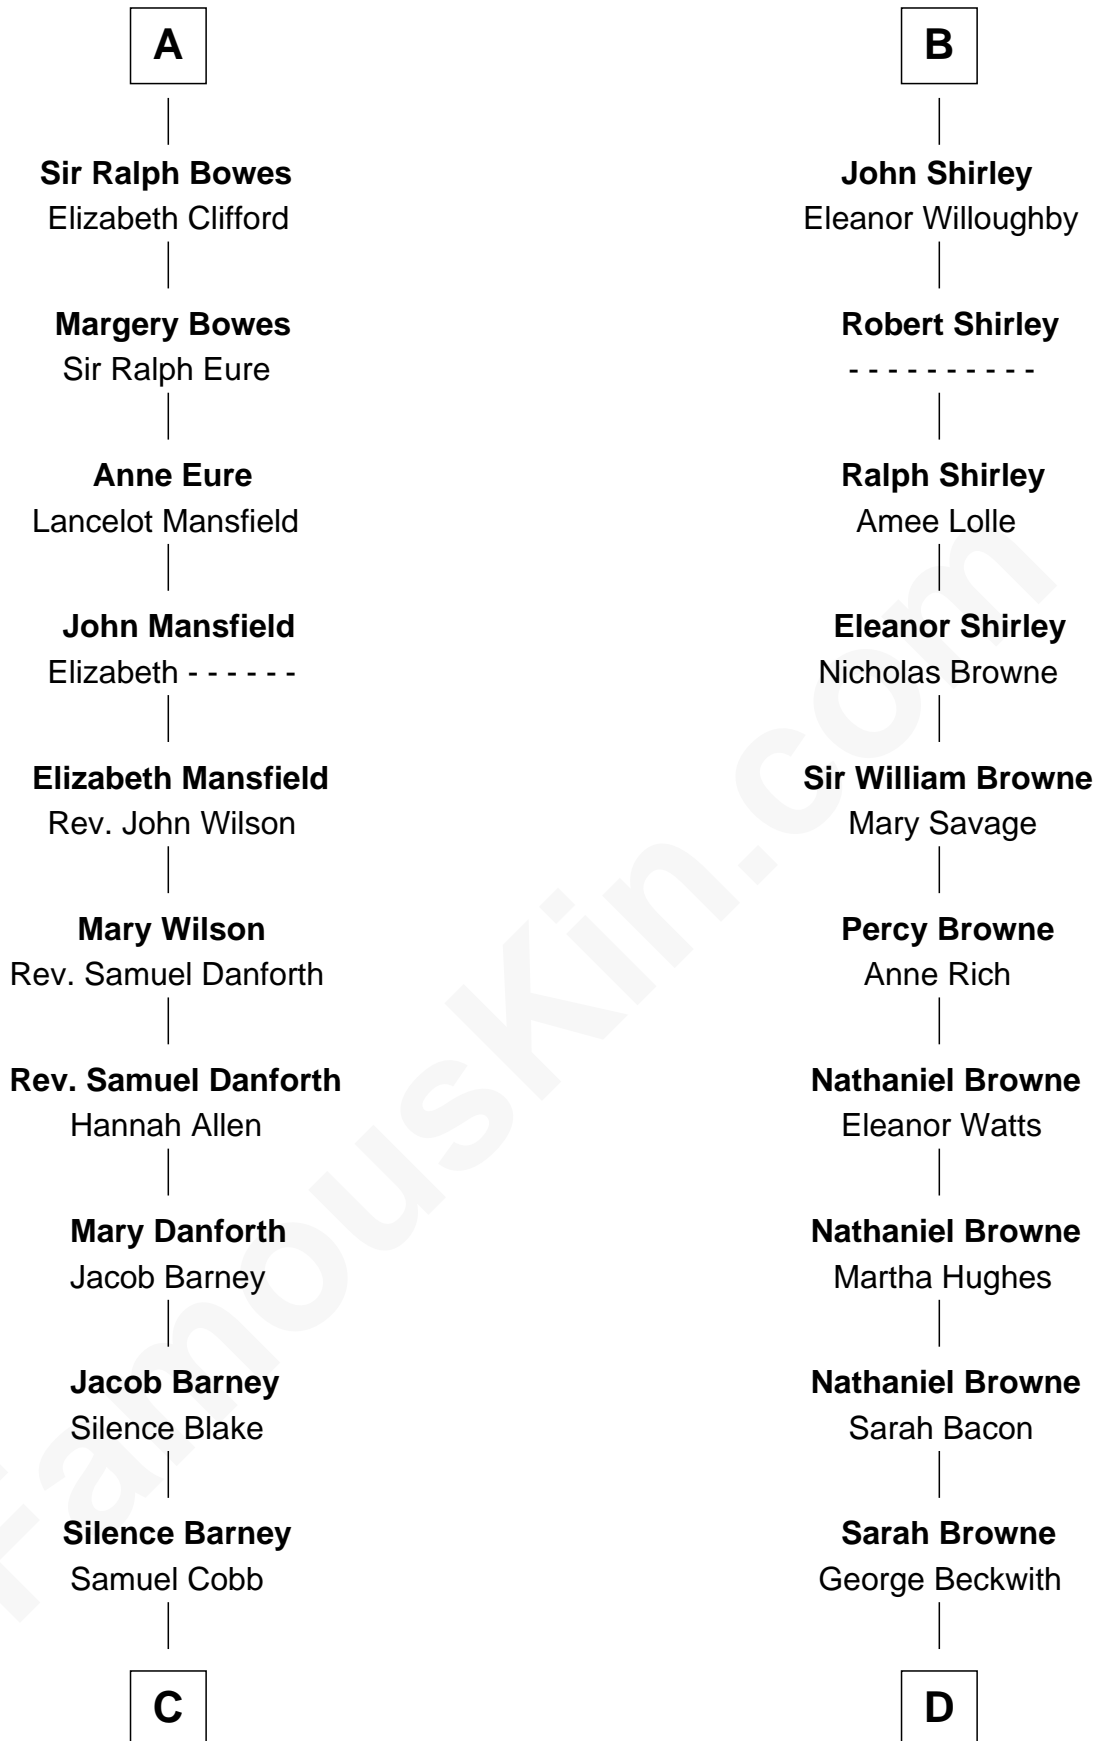 A
Sir Ralph Bowes
Elizabeth Clifford
Margery Bowes
Sir Ralph Eure
Anne Eure
Lancelot Mansfield
John Mansfield
Elizabeth - - - - - -
Elizabeth Mansfield
Rev. John Wilson
Mary Wilson
Rev. Samuel Danforth
Rev. Samuel Danforth
Hannah Allen
Mary Danforth
Jacob Barney
Jacob Barney
Silence Blake
Silence Barney
Samuel Cobb
C
B
John Shirley
Eleanor Willoughby
Robert Shirley
- - - - - - - - - -
Ralph Shirley
Amee Lolle
Eleanor Shirley
Nicholas Browne
Sir William Browne
Mary Savage
Percy Browne
Anne Rich
Nathaniel Browne
Eleanor Watts
Nathaniel Browne
Martha Hughes
Nathaniel Browne
Sarah Bacon
Sarah Browne
George Beckwith
D
FamousKin.com